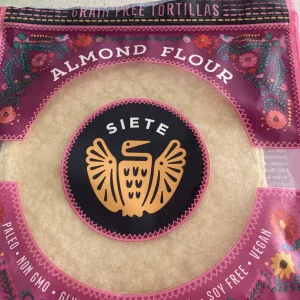 GRAIN FREE TORTILLAS
ALMOND FLOUR
SIETE
PALEO • NON GMO •
SOY FREE • VEGAN